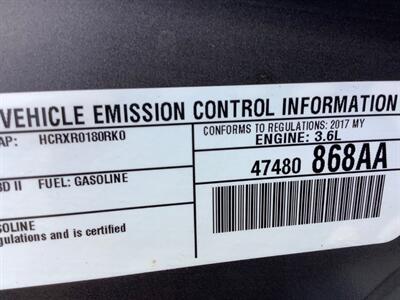 VEHICLE EMISSION CONTROL INFORMATION
AP: HCRXR0180RK0
CONFORMS TO REGULATIONS: 2017 MY
ENGINE: 3.6L
47480 868AA
BD II FUEL: GASOLINE
SOLINE
gulations and is certified